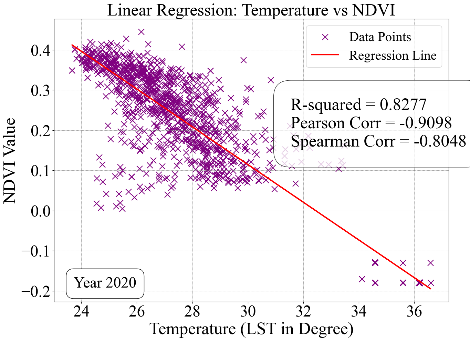 Linear Regression: Temperature vs NDVI
Data Points
Regression Line
R-squared = 0.8277
Pearson Corr = -0.9098
Spearman Corr = -0.8048
NDVI Value
0.4
0.3
0.2
0.1
0.0
−0.1
−0.2
Year 2020
24 26 28 30 32 34 36
Temperature (LST in Degree)